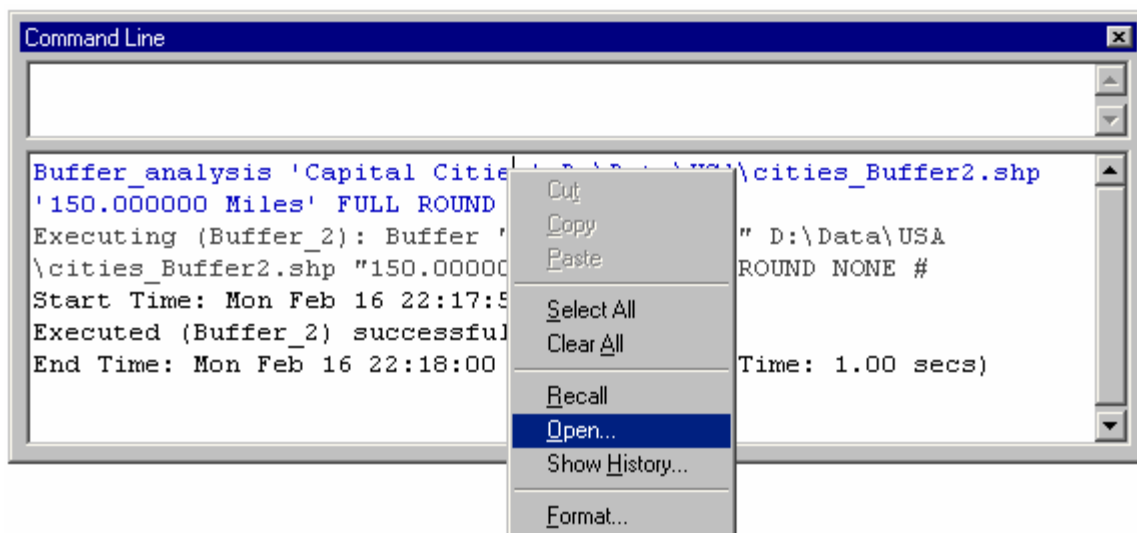 Command Line
Buffer_analysis 'Capital Citie \cities_Buffer2.shp
'150.000000 Miles' FULL ROUND
Executing (Buffer_2): Buffer " " D:\Data\USA
\cities_Buffer2.shp "150.00000 ROUND NONE #
Start Time: Mon Feb 16 22:17:5
Executed (Buffer_2) successful
End Time: Mon Feb 16 22:18:00 Time: 1.00 secs)
Cut
Copy
Paste
Select All
Clear All
Recall
Open...
Show History...
Format...